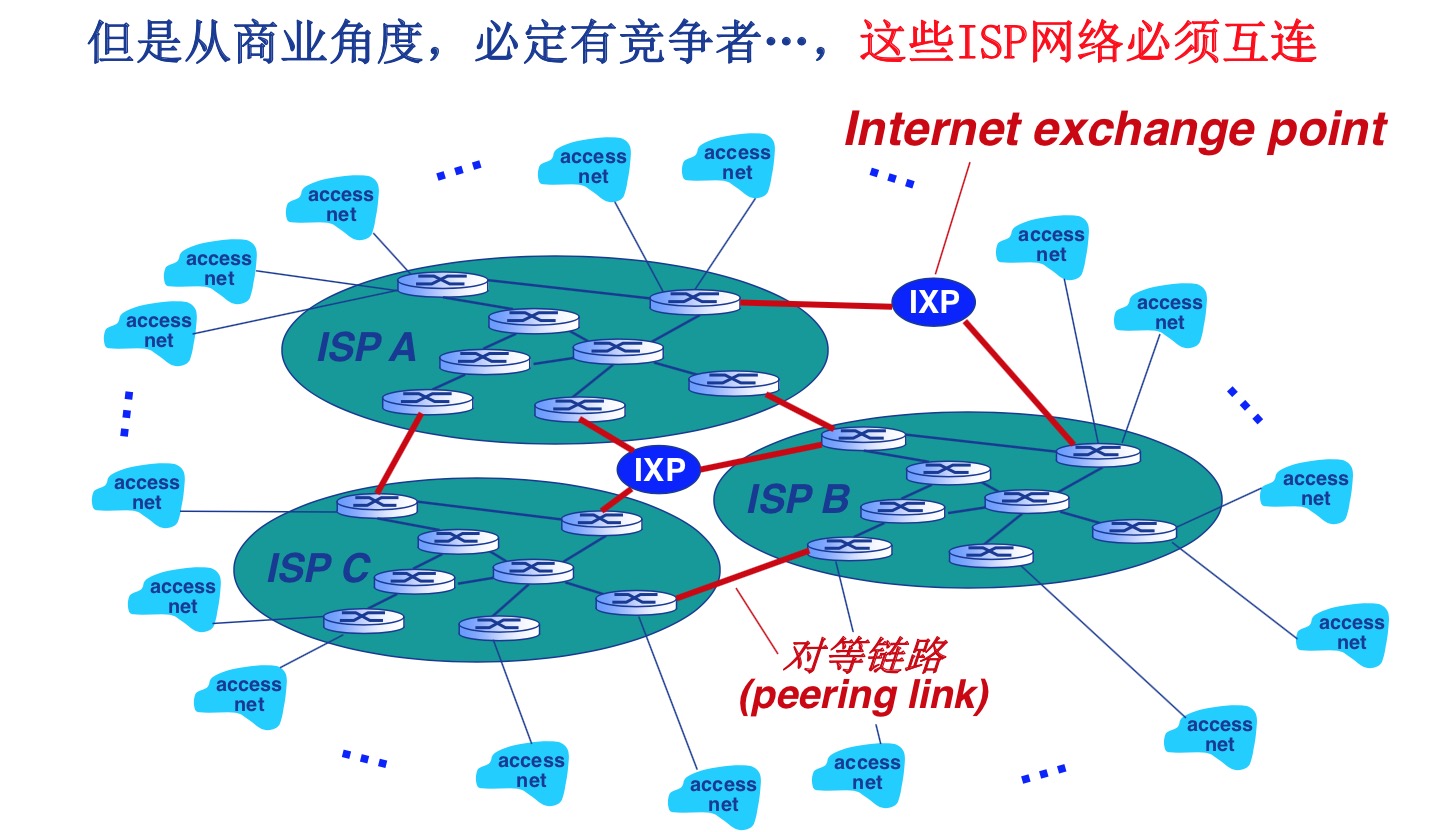 但是从商业角度，必定有竞争者…，这些ISP网络必须互连
Internet exchange point
access
net
access
net
access
net
access
net
access
net
access
net
access
net
IXP
ISP A
IXP
access
net
ISP B
access
net
ISP C
access
net
access
net
对等链路
(peering link)
access
net
access
net
access
net
access
net
access
net